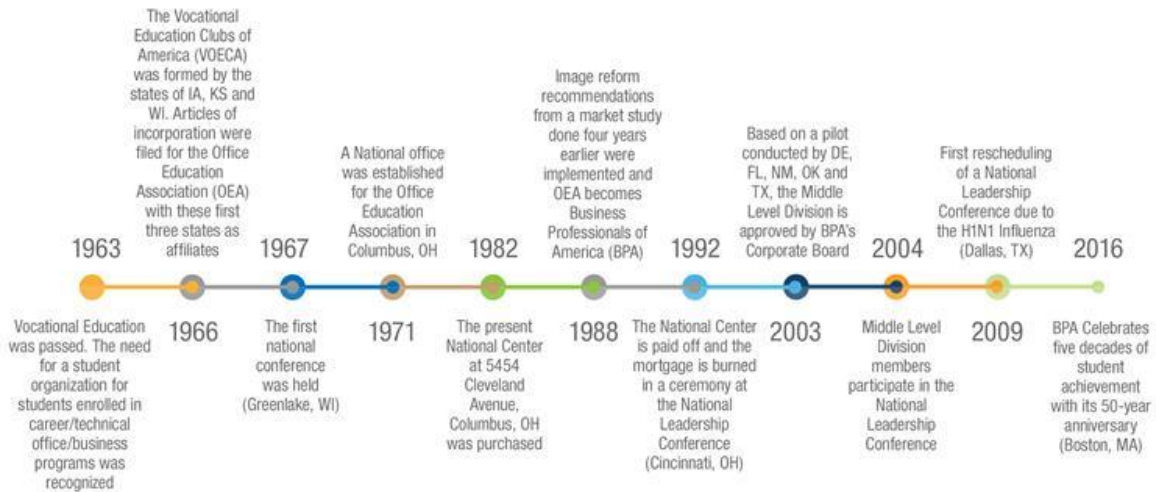 1963
Vocational Education
was passed. The need
for a student
organization for
students enrolled in
career/technical
office/business
programs was
recognized
The Vocational
Education Clubs of
America (VOECA)
was formed by the
states of IA, KS and
WI. Articles of
incorporation were
filed for the Office
Education
Association (OEA)
with these first
three states as
affiliates
1966
1967
The first
national
conference
was held
(Greenlake, WI)
A National office
was established
for the Office
Education
Association in
Columbus, OH
1971
1982
The present
National Center
at 5454
Cleveland
Avenue,
Columbus, OH
was purchased
Image reform
recommendations
from a market study
done four years
earlier were
implemented and
OEA becomes
Business
Professionals of
America (BPA)
1988
1992
The National Center
is paid off and the
mortgage is burned
in a ceremony at
the National
Leadership
Conference
(Cincinnati, OH)
Based on a pilot
conducted by DE,
FL, NM, OK and
TX, the Middle
Level Division is
approved by BPA's
Corporate Board
2003
2004
Middle Level
Division
members
participate in the
National
Leadership
Conference
First rescheduling
of a National
Leadership
Conference due to
the H1N1 Influenza
(Dallas, TX)
2009
2016
BPA Celebrates
five decades of
student
achievement
with its 50-year
anniversary
(Boston, MA)